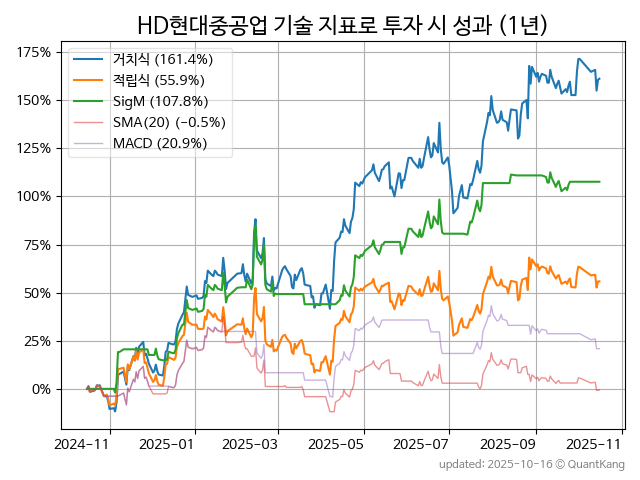 HD현대중공업 기술 지표로 투자 시 성과 (1년)
175%
150%
125%
100%
75%
50%
25%
0%
거치식 (161.4%)
적립식 (55.9%)
SigM (107.8%)
SMA(20) (-0.5%)
MACD (20.9%)
2024-11 2025-01 2025-03 2025-05 2025-07 2025-09 2025-11
updated: 2025-10-16 © QuantKang